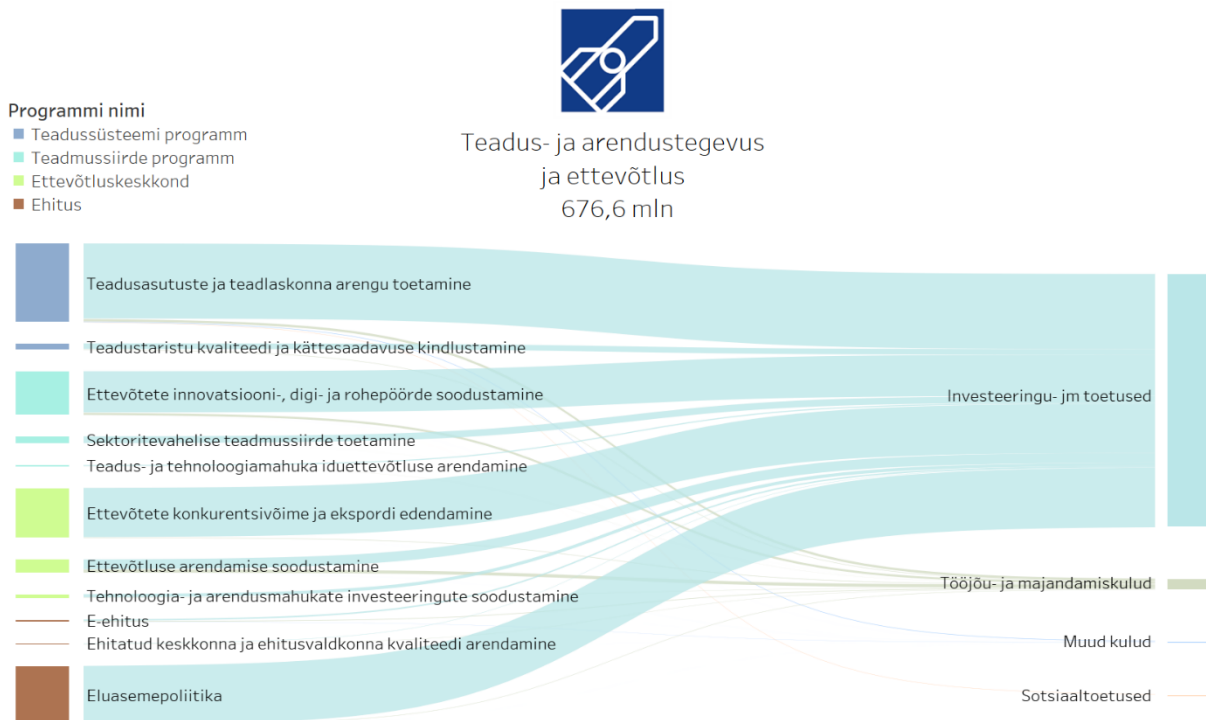 Teadus- ja arendustegevus
ja ettevõtlus
676,6 mln
Programmi nimi
Teadussüsteemi programm
Teadmussiirde programm
Ettevõtluskeskkond
Ehitus
Teadusasutuste ja teadlaskonna arengu toetamine
Teadustaristu kvaliteedi ja kättesaadavuse kindlustamine
Ettevõtete innovatsiooni-, digi- ja rohepöörde soodustamine
Sektoritevahelise teadmussiirde toetamine
Teadus- ja tehnoloogiamahuka iduettevõtluse arendamine
Ettevõtete konkurentsivõime ja ekspordi edendamine
Ettevõtluse arendamise soodustamine
Tehnoloogia- ja arendusmahukate investeeringute soodustamine
E-ehitus
Ehitatud keskkonna ja ehitusvaldkonna kvaliteedi arendamine
Eluasemepoliitika
Investeeringu- jm toetused
Tööjõu- ja majandamiskulud
Muud kulud
Sotsiaaltoetused